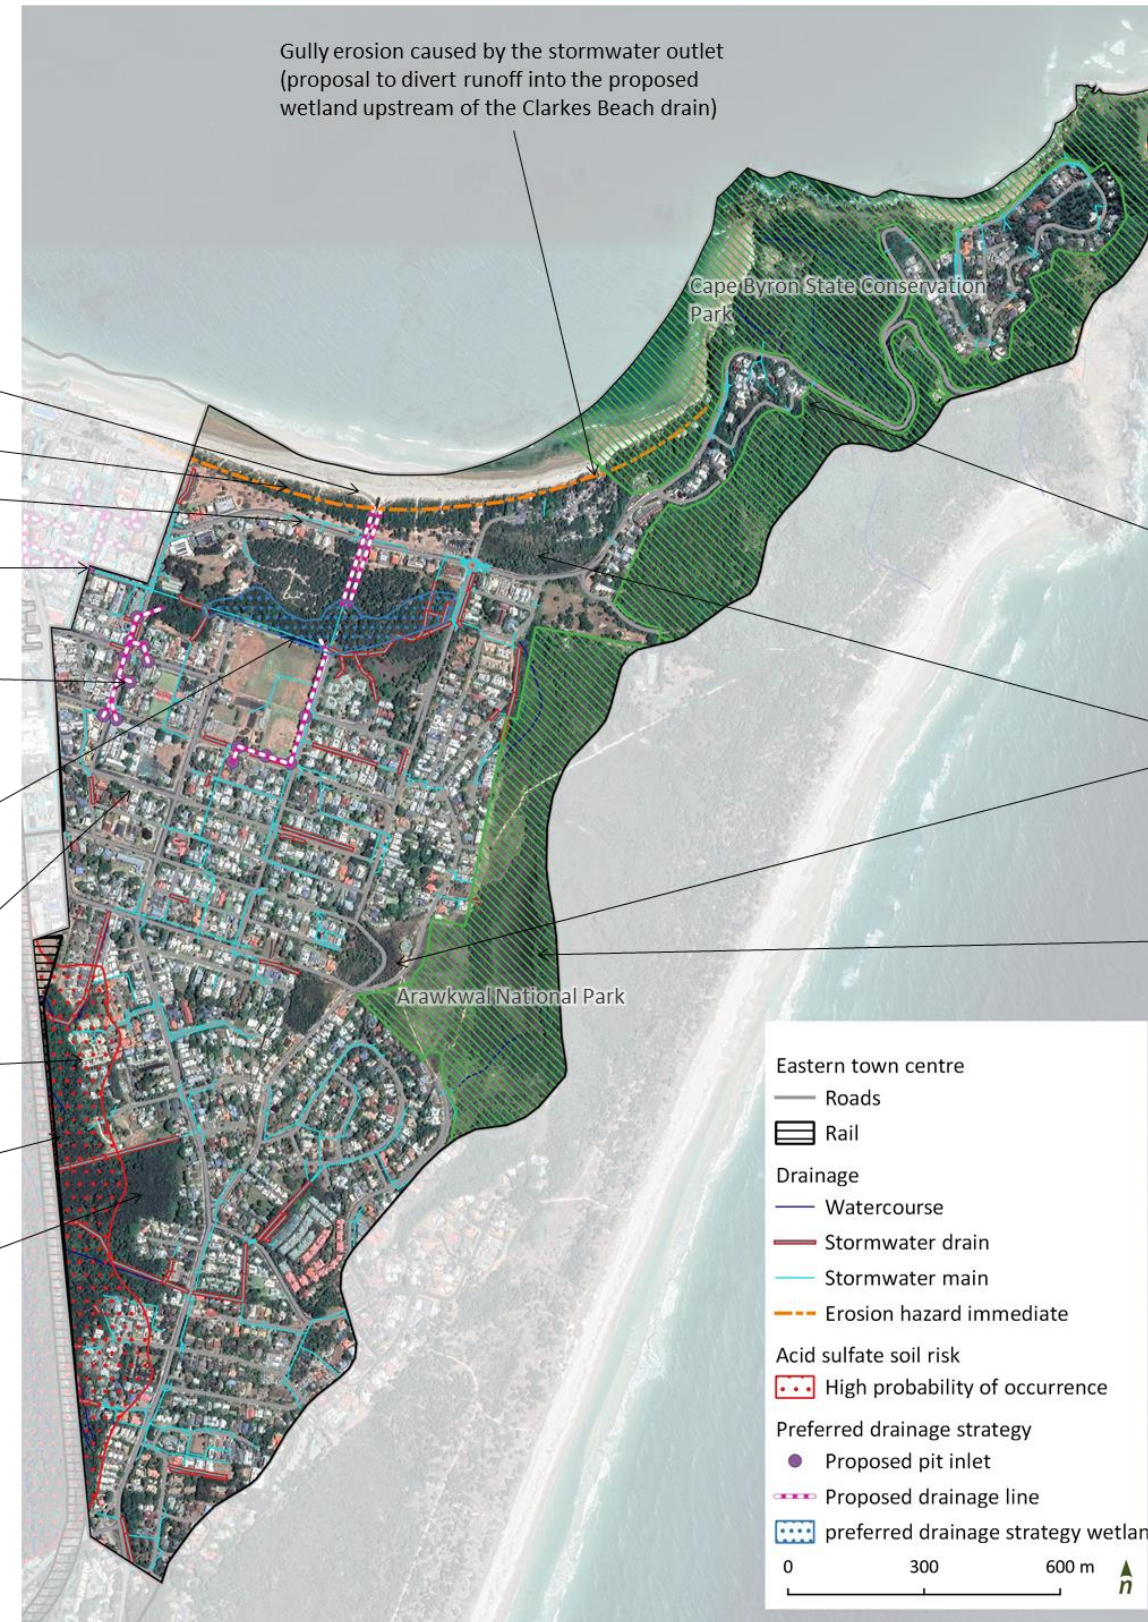 Gully erosion caused by the stormwater outlet
(proposal to divert runoff into the proposed
wetland upstream of the Clarkes Beach drain)
Cape Byron State Conservation
Park
Arawkwal National Park
Eastern town centre
Roads
Rail
Drainage
Watercourse
Stormwater drain
Stormwater main
Erosion hazard immediate
Acid sulfate soil risk
High probability of occurrence
Preferred drainage strategy
Proposed pit inlet
Proposed drainage line
preferred drainage strategy wetlan
0 300 600 m
n